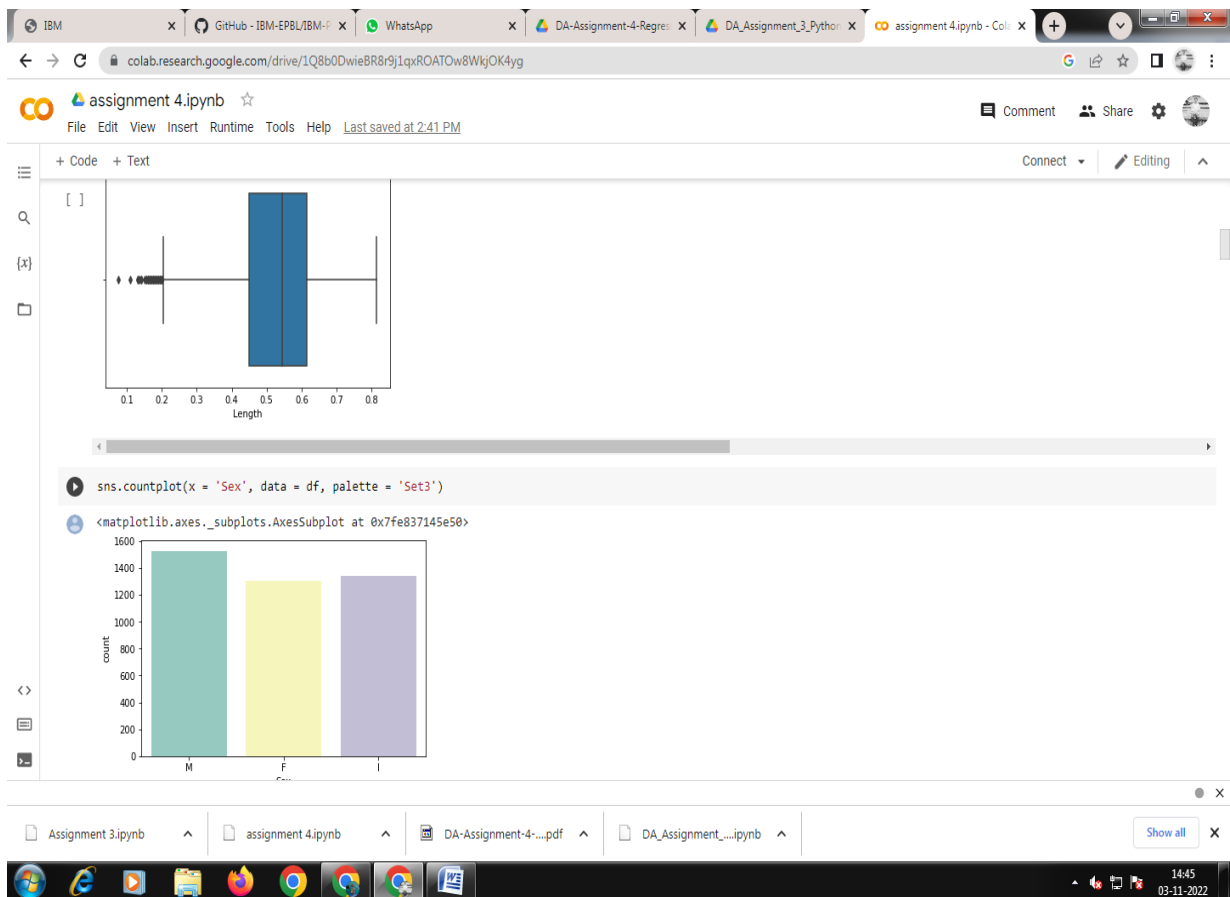 IBM
GitHub - IBM-EPBL/IBM-P
WhatsApp
DA-Assignment-4-Regres
DA_Assignment_3_Python
assignment 4.ipynb - Cola
colab.research.google.com/drive/1Q8b0DwieBR8r9j1qxROATOw8WkjOK4yg
assignment 4.ipynb
Comment
Share
File Edit View Insert Runtime Tools Help Last saved at 2:41 PM
+ Code + Text
Connect
Editing
[ ]
{x}
0.1 0.2 0.3 0.4 0.5 0.6 0.7 0.8
Length
sns.countplot(x = 'Sex', data = df, palette = 'Set3')
<matplotlib.axes._subplots.AxesSubplot at 0x7fe837145e50>
1600
1400
1200
1000
800
600
400
200
0
count
M F I
Assignment 3.ipynb
assignment 4.ipynb
DA-Assignment-4-....pdf
DA_Assignment_....ipynb
Show all
14:45
03-11-2022